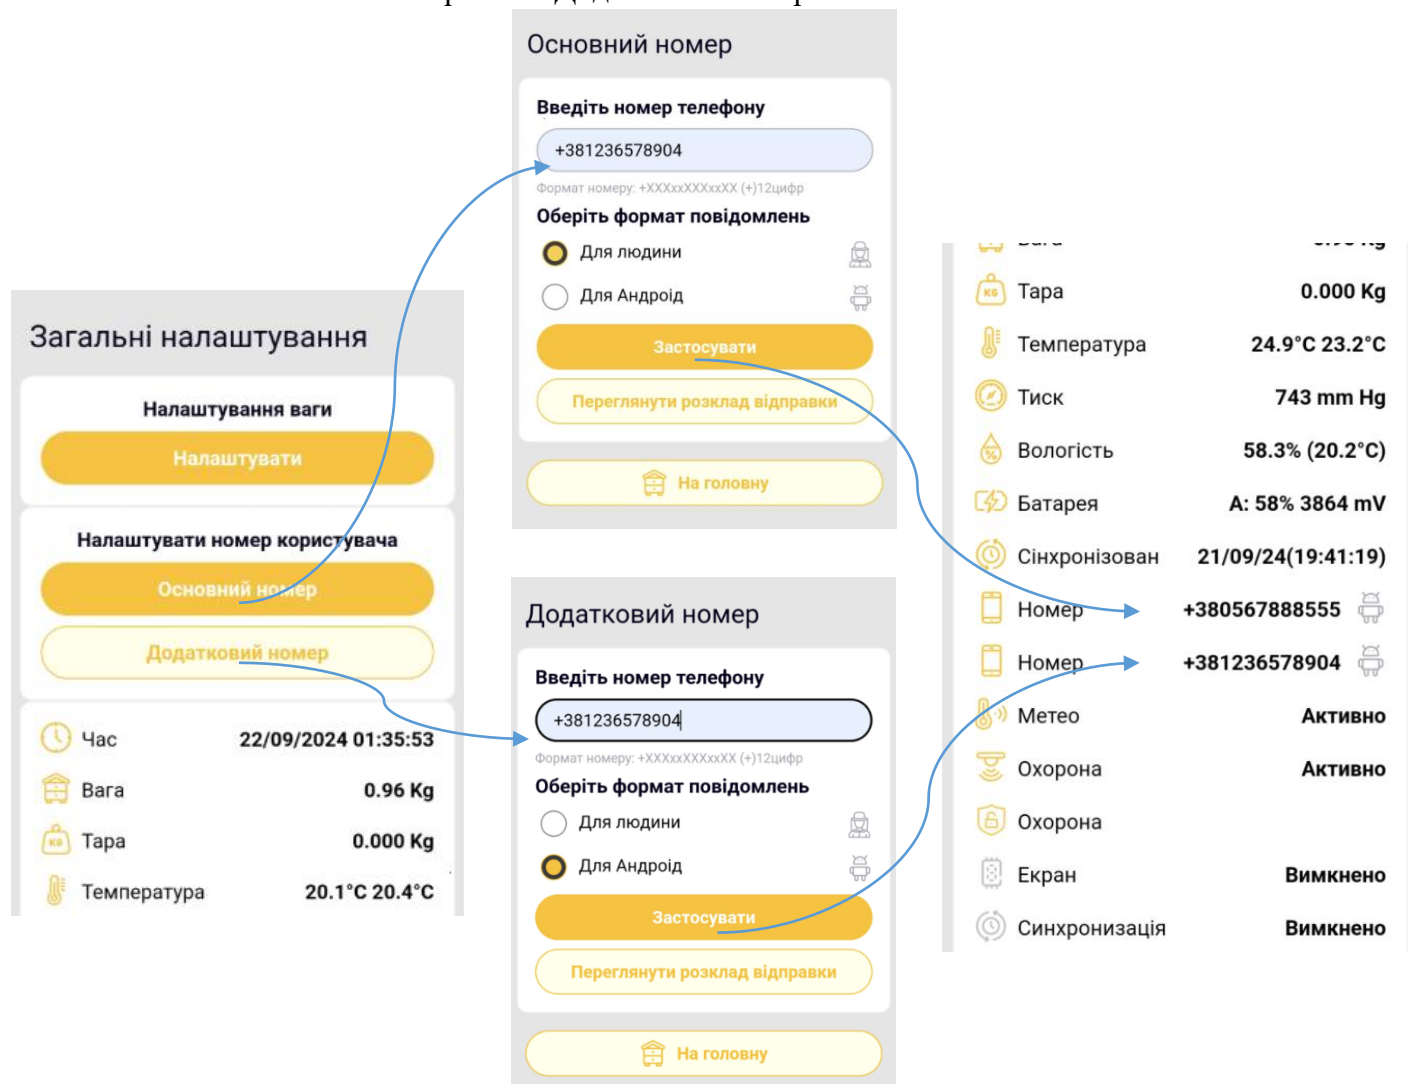 Основний номер
Введіть номер телефону
+381236578904
Формат номеру: +XXXxxXXXxxXX (+)12цифр
Оберіть формат повідомлень
Для людини
Для Андроід
Застосувати
Переглянути розклад відправки
На головну
Загальні налаштування
Налаштування ваги
Налаштувати
Налаштувати номер користувача
Основний номер
Додатковий номер
Час 22/09/2024 01:35:53
Вага 0.96 Kg
Тара 0.000 Kg
Температура 20.1°C 20.4°C
Додатковий номер
Введіть номер телефону
+381236578904
Формат номеру: +XXXxxXXXxxXX (+)12цифр
Оберіть формат повідомлень
Для людини
Для Андроід
Застосувати
Переглянути розклад відправки
На головну
KG Тара 0.000 Kg
Температура 24.9°C 23.2°C
Тиск 743 mm Hg
Вологість 58.3% (20.2°C)
Батарея A: 58% 3864 mV
Сінхронізован 21/09/24(19:41:19)
Номер +380567888555
Номер +381236578904
Метео Активно
Охорона Активно
Охорона
Екран Вимкнено
Синхронизація Вимкнено